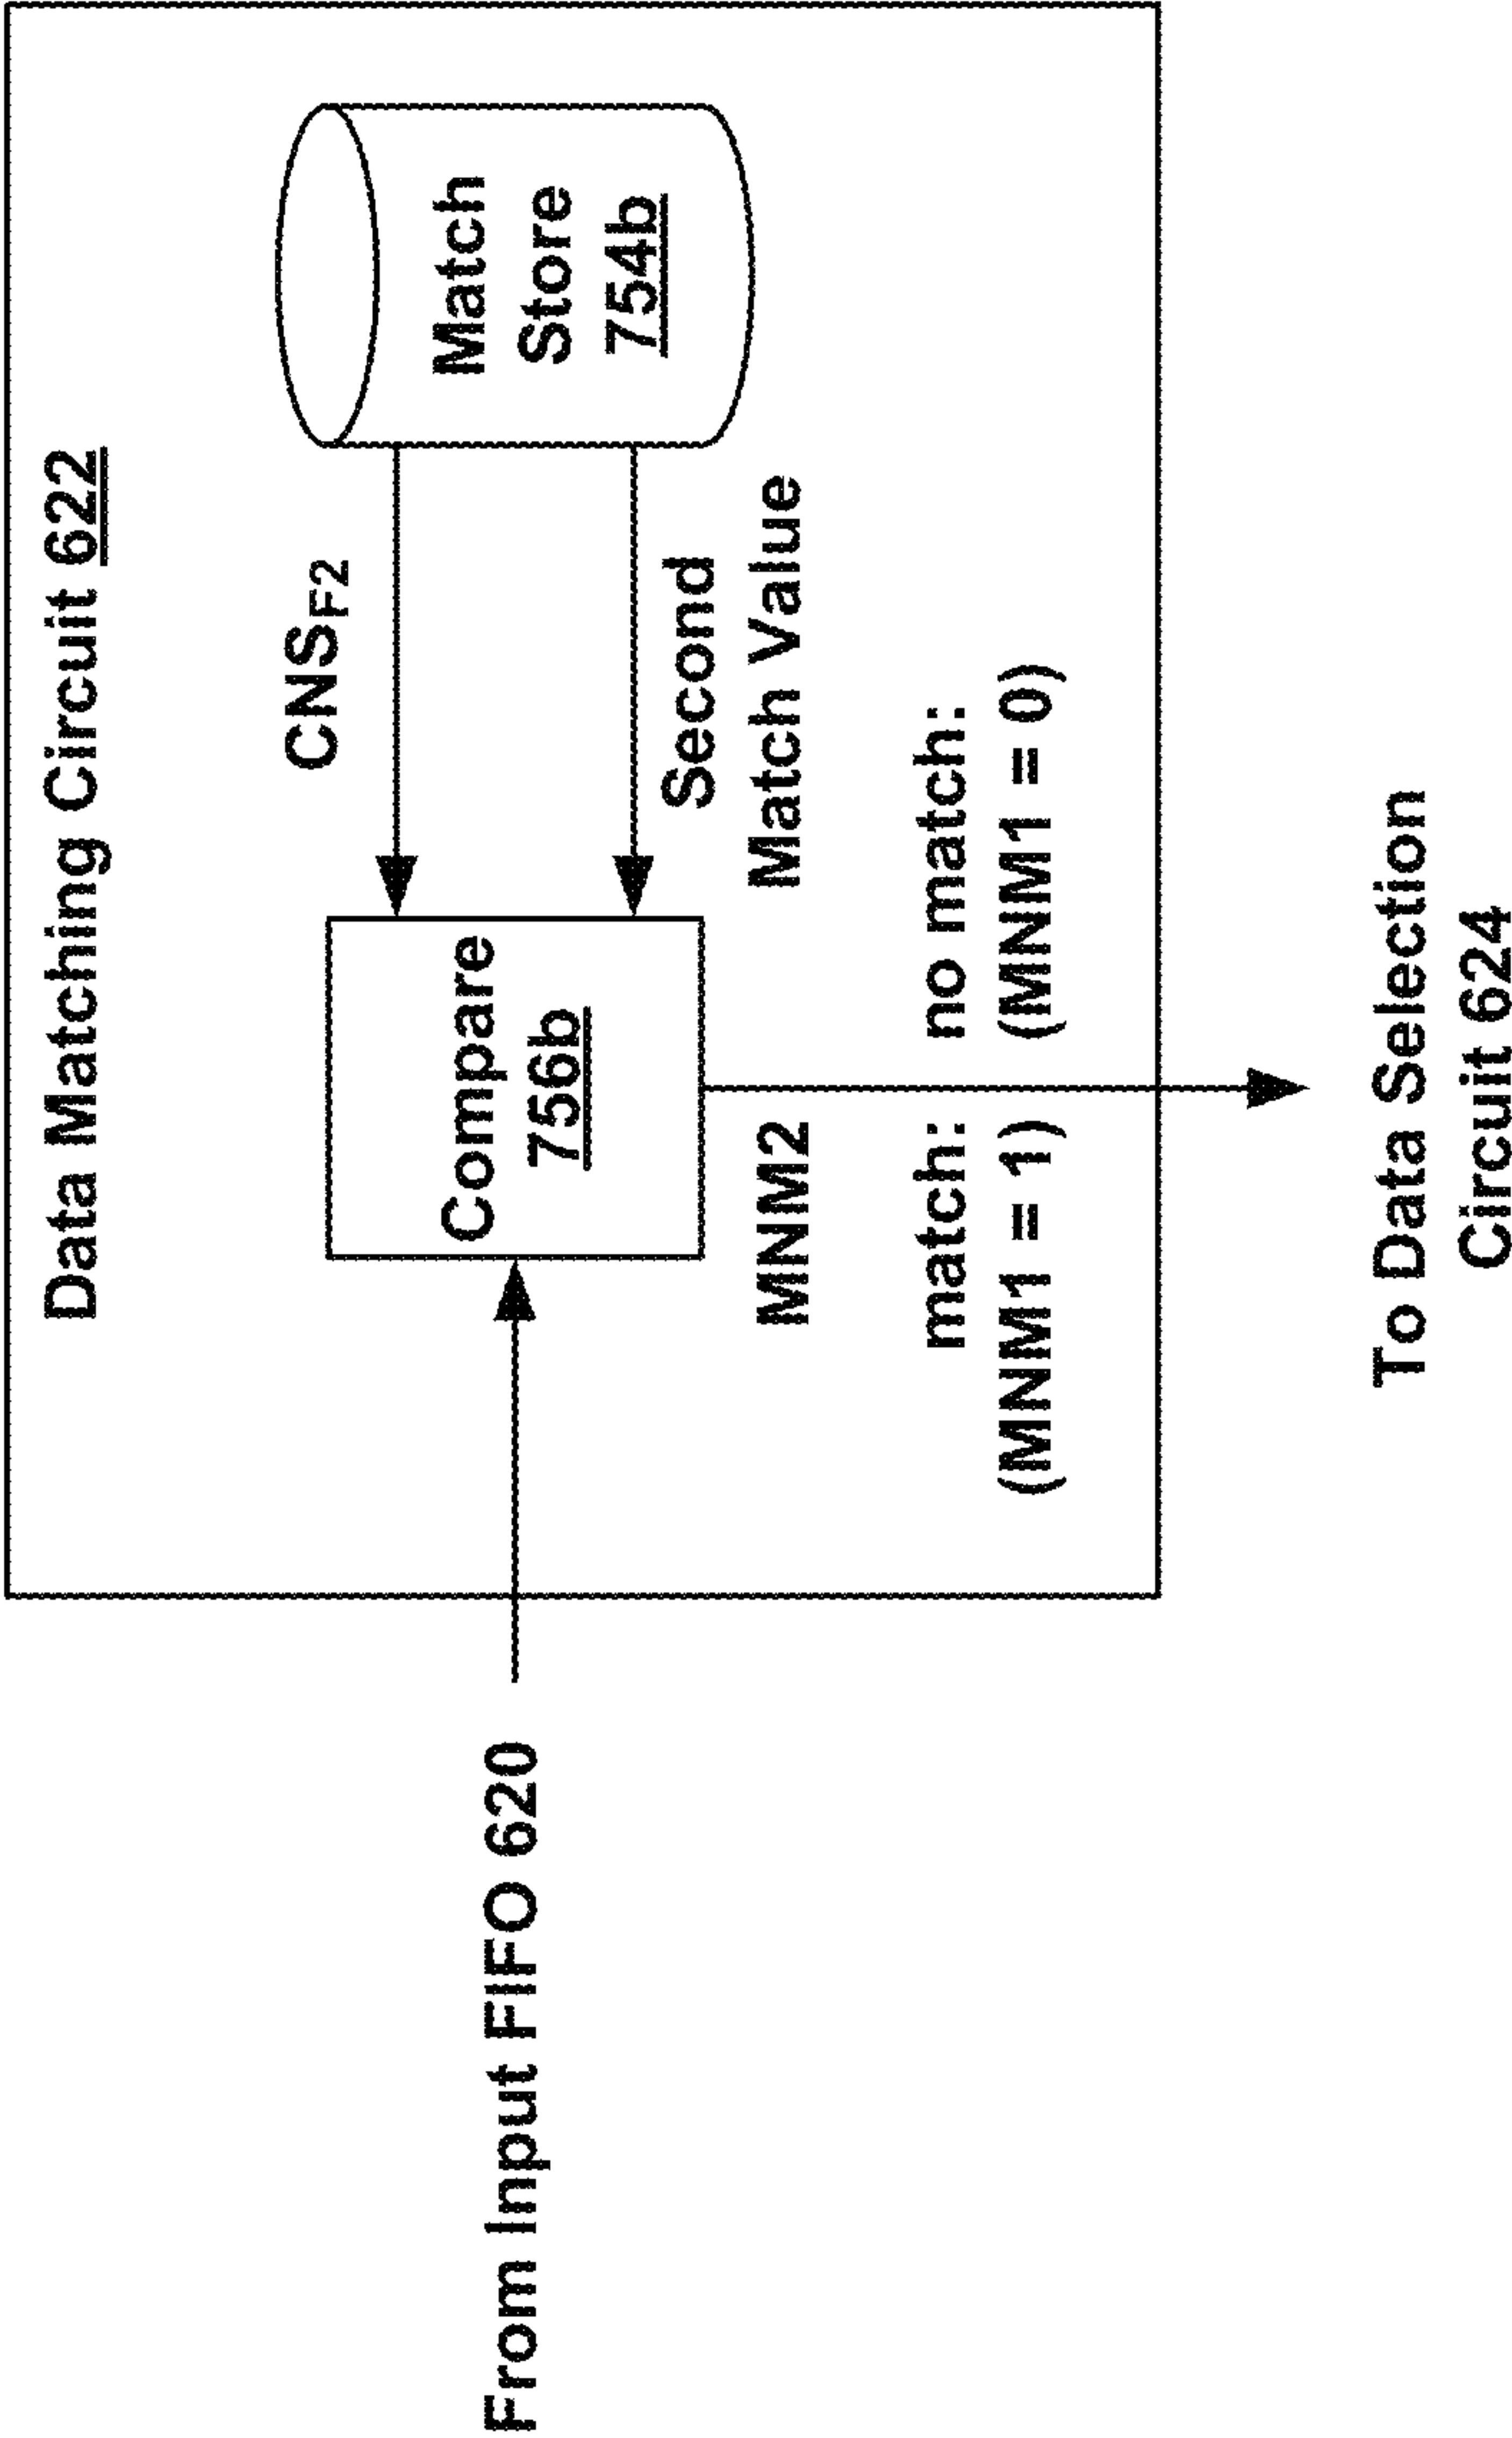 Data Matching Circuit 622
CNSF2
Match
Store
754b
Compare
756b
From Input FIFO 620
Second
Match Value
MNM2
match:
(MNM1 = 1)
no match:
(MNM1 = 0)
To Data Selection
Circuit 624